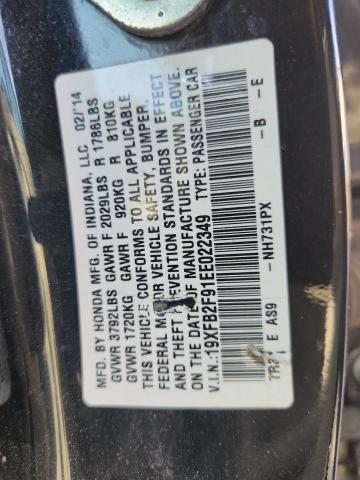 MFD. BY HONDA MFG. OF INDIANA, LLC 02/14
GVWR 3792LBS GAWR F 2029LBS R 1786LBS
GVWR 1720KG GAWR F 920KG R 810KG
THIS VEHICLE CONFORMS TO ALL APPLICABLE
FEDERAL MOTOR VEHICLE SAFETY, BUMPER,
AND THEFT PREVENTION STANDARDS IN EFFECT
ON THE DATE OF MANUFACTURE SHOWN ABOVE.
V.I.N.: 19XFB2F91EE022349 TYPE: PASSENGER CAR
E AS9 - NH731PX - B - E